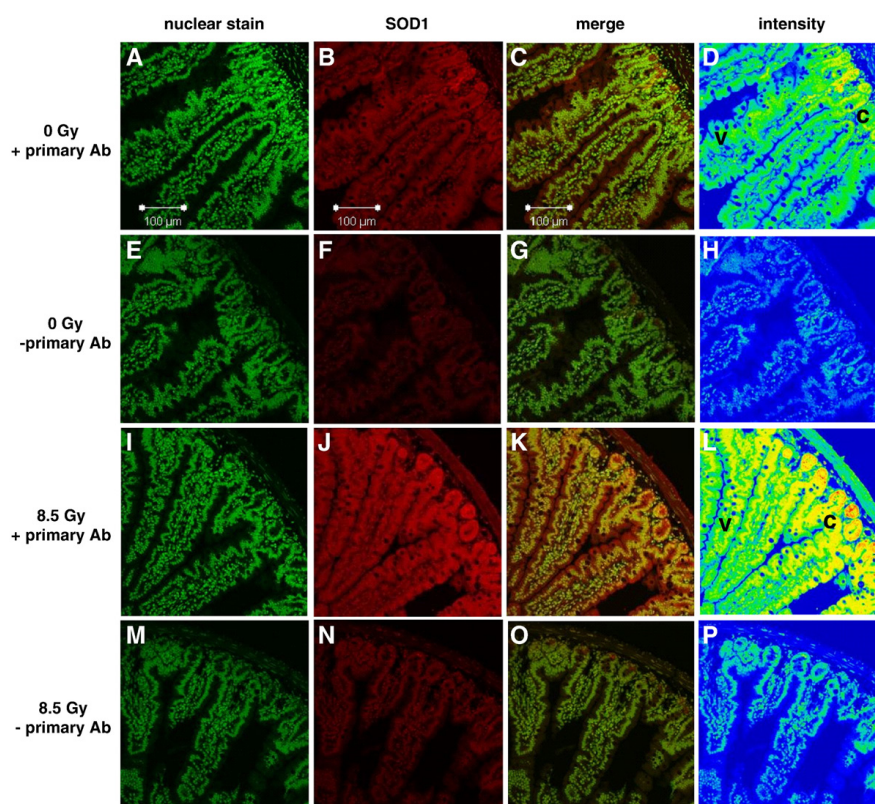 nuclear stain SOD1 merge intensity
A B C D
0 Gy
+ primary Ab
V C
100 µm 100 µm 100 µm
E F G H
0 Gy
-primary Ab
I J K L
8.5 Gy
+ primary Ab
V C
M N O P
8.5 Gy
- primary Ab